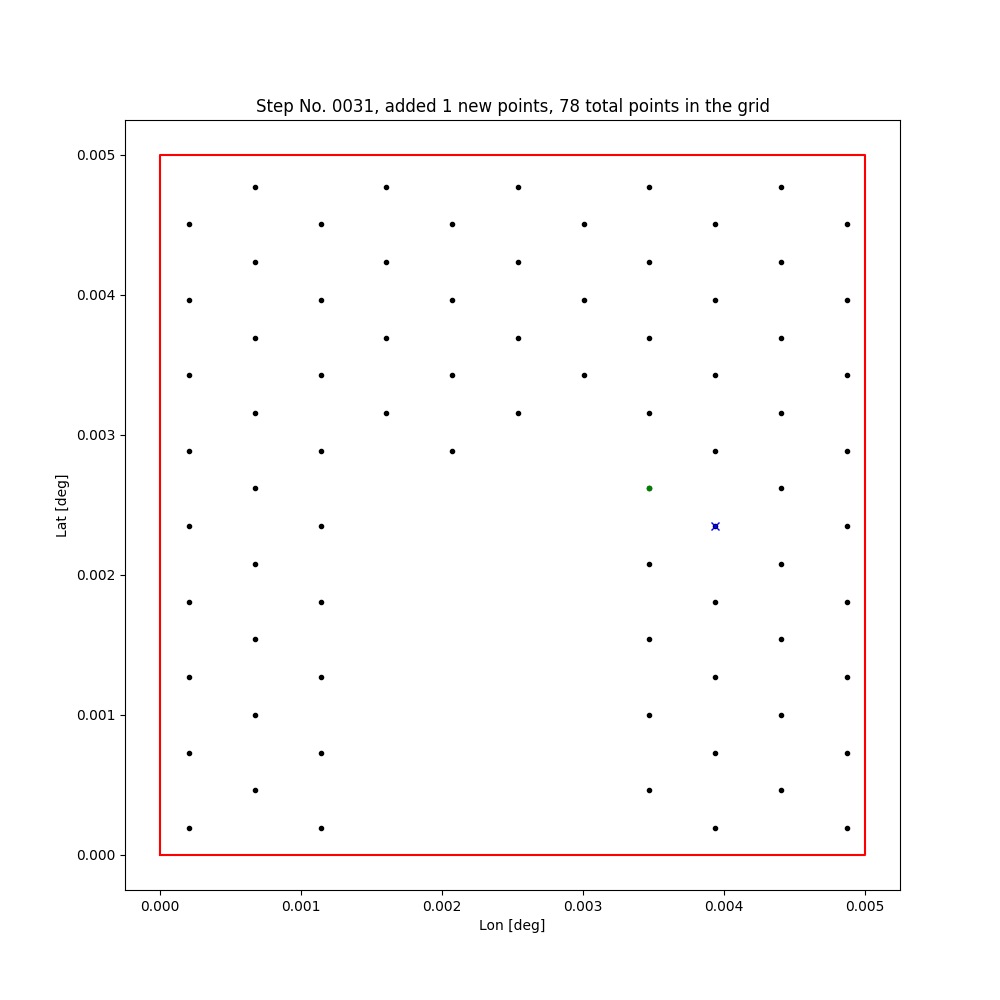 Step No. 0031, added 1 new points, 78 total points in the grid
0.005
0.004
0.003
0.002
0.001
0.000
Lat [deg]
0.000 0.001 0.002 0.003 0.004 0.005
Lon [deg]